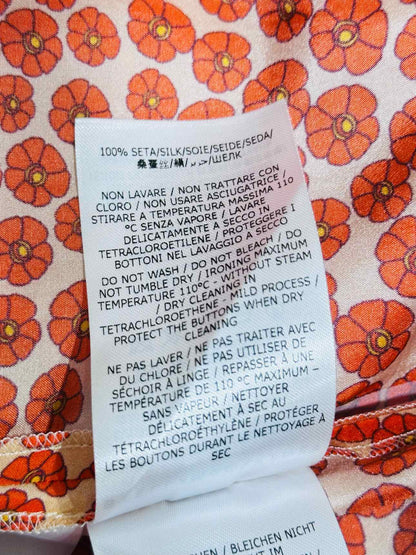 100% SETA/SILK/SOIE/SEIDE/SEDA/
/حرير/ШЕЛК
NON LAVARE / NON TRATTARE CON
CLORO / NON USARE ASCIUGATRICE /
STIRARE A TEMPERATURA MASSIMA 110
°C SENZA VAPORE / LAVARE
DELICATAMENTE A SECCO IN
TETRACLOROETILENE / PROTEGGERE I
BOTTONI NEL LAVAGGIO A SECCO
DO NOT WASH / DO NOT BLEACH / DO
NOT TUMBLE DRY / IRONING MAXIMUM
TEMPERATURE 110°C - WITHOUT STEAM
/ DRY CLEANING IN
TETRACHLOROETHENE - MILD PROCESS /
PROTECT THE BUTTONS WHEN DRY
CLEANING
NE PAS LAVER / NE PAS TRAITER AVEC
DU CHLORE / NE PAS UTILISER DE
SÉCHOIR À LINGE / REPASSER À UNE
TEMPÉRATURE DE 110 °C MAXIMUM –
SANS VAPEUR / NETTOYER
DÉLICATEMENT À SEC AU
TÉTRACHLOROÉTHYLÈNE / PROTÉGER
LES BOUTONS DURANT LE NETTOYAGE À
SEC
/ BLEICHEN NICHT
IM